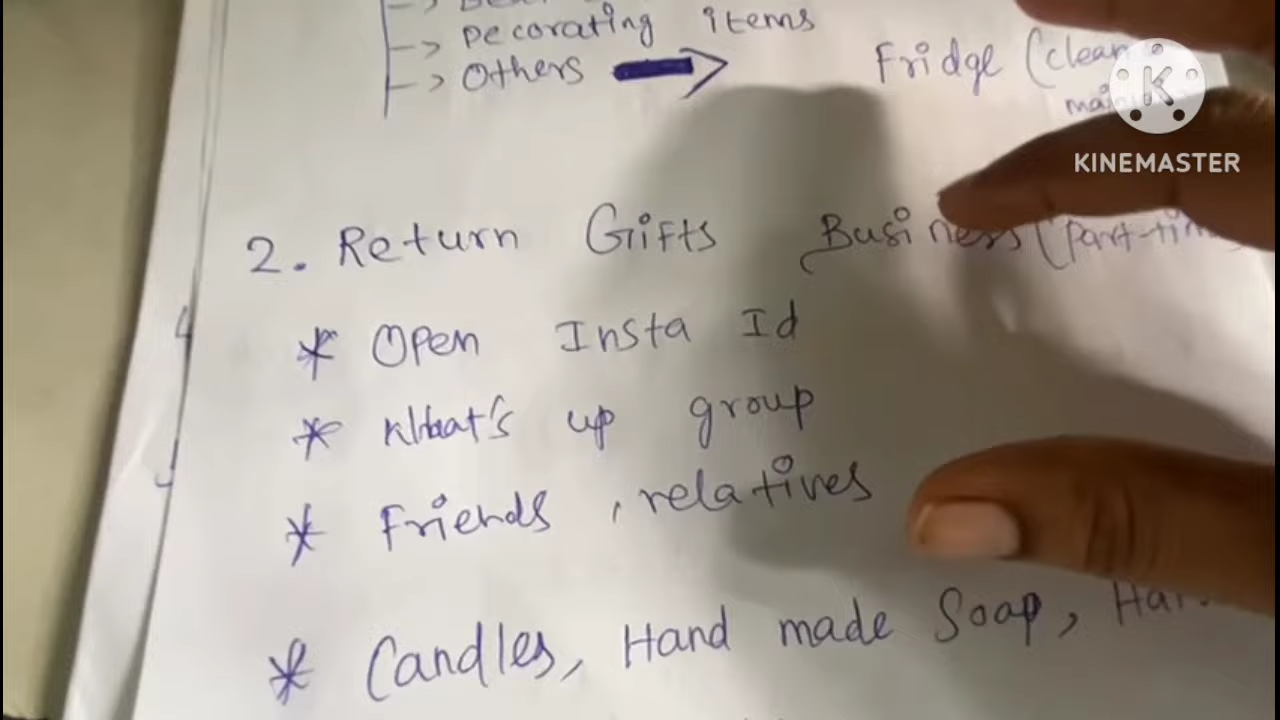 -> Decorating items
-> Others
Fridge (clean
KINEMASTER
2. Return Gifts Business (Part-time
* Open Insta Id
* What's up group
* Friends, relatives
* Candles, Hand made Soap,